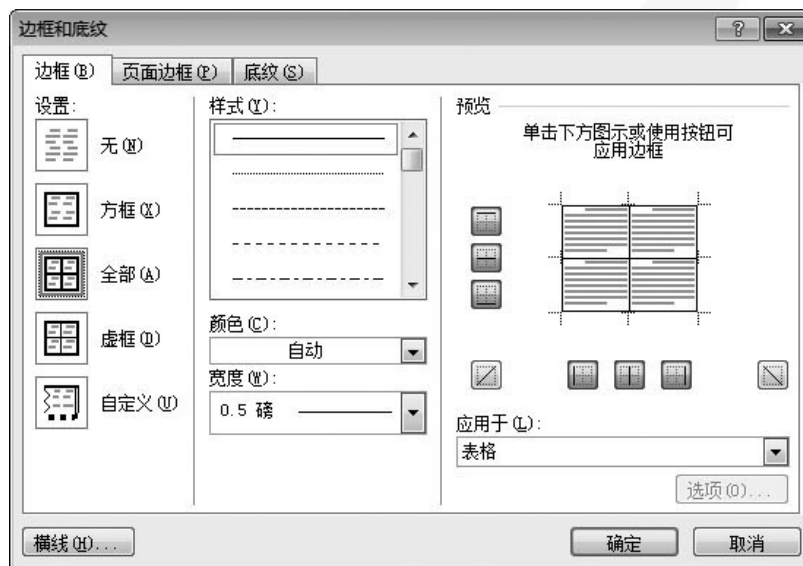 边框和底纹
边框(B) 页面边框(P) 底纹(S)
设置:
无(N)
方框(X)
全部(A)
虚框(D)
自定义(U)
样式(Y):
颜色(C):
自动
宽度(W):
0.5 磅
预览
单击下方图示或使用按钮可
应用边框
应用于(L):
表格
选项(O)...
横线(H)...
确定
取消